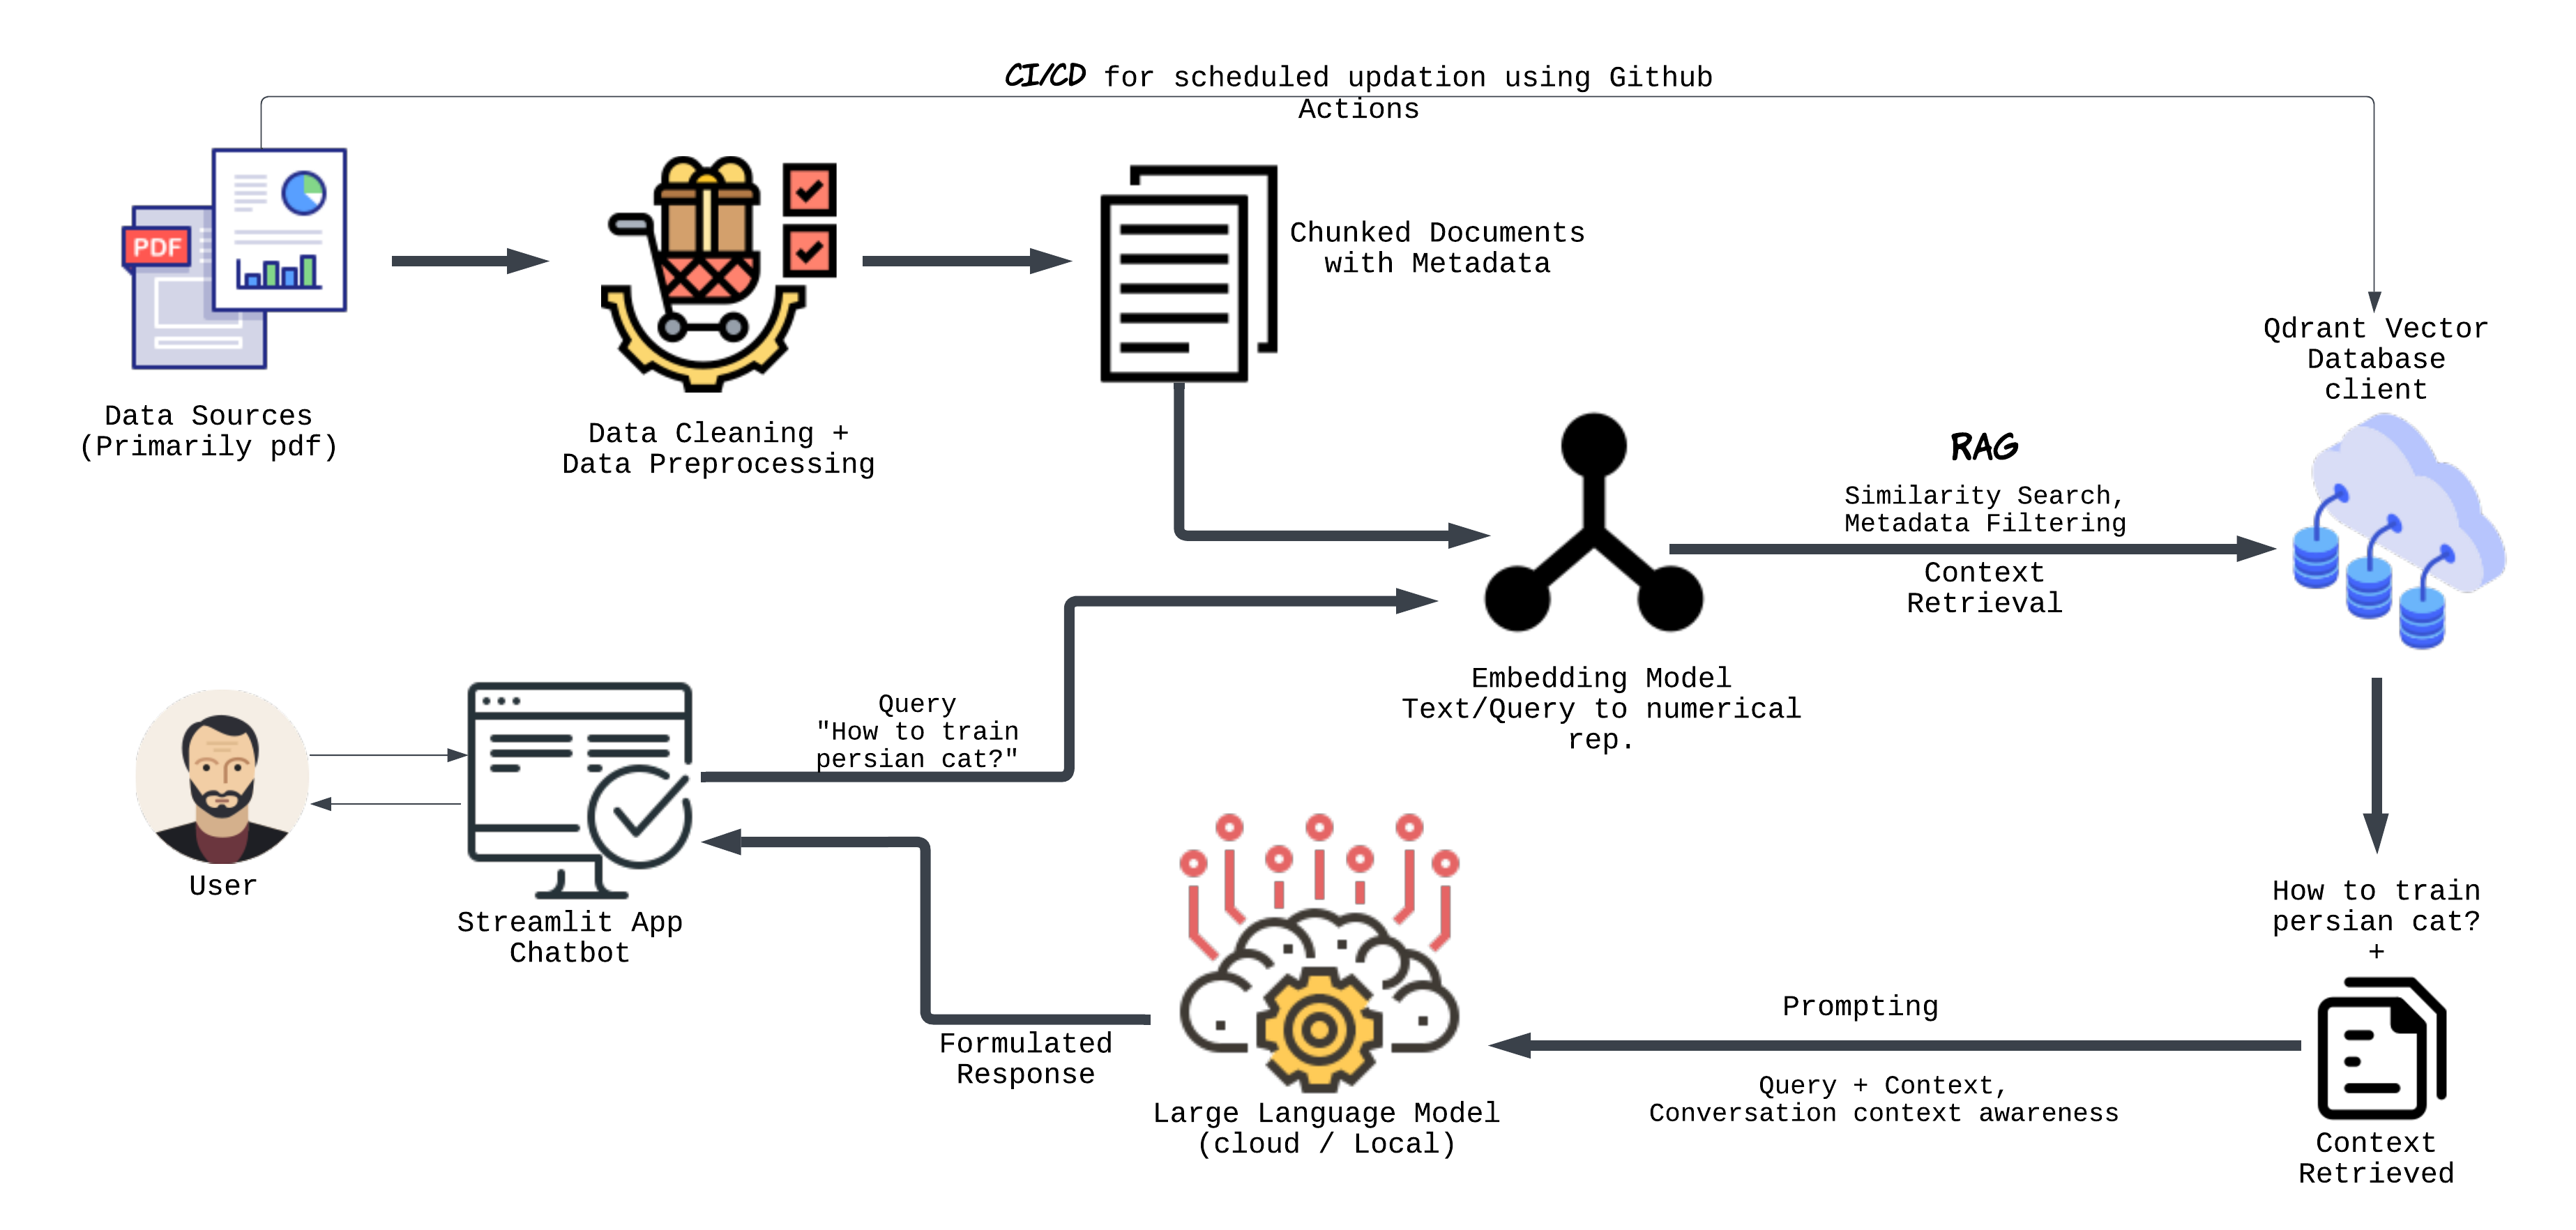 CI/CD for scheduled updation using Github
Actions
PDF
Data Sources
(Primarily pdf)
Data Cleaning +
Data Preprocessing
Chunked Documents
with Metadata
Qdrant Vector
Database
client
RAG
Similarity Search,
Metadata Filtering
Context
Retrieval
Embedding Model
Text/Query to numerical
rep.
Query
"How to train
persian cat?"
User
Streamlit App
Chatbot
How to train
persian cat?
+
Context
Retrieved
Prompting
Query + Context,
Conversation context awareness
Large Language Model
(cloud / Local)
Formulated
Response